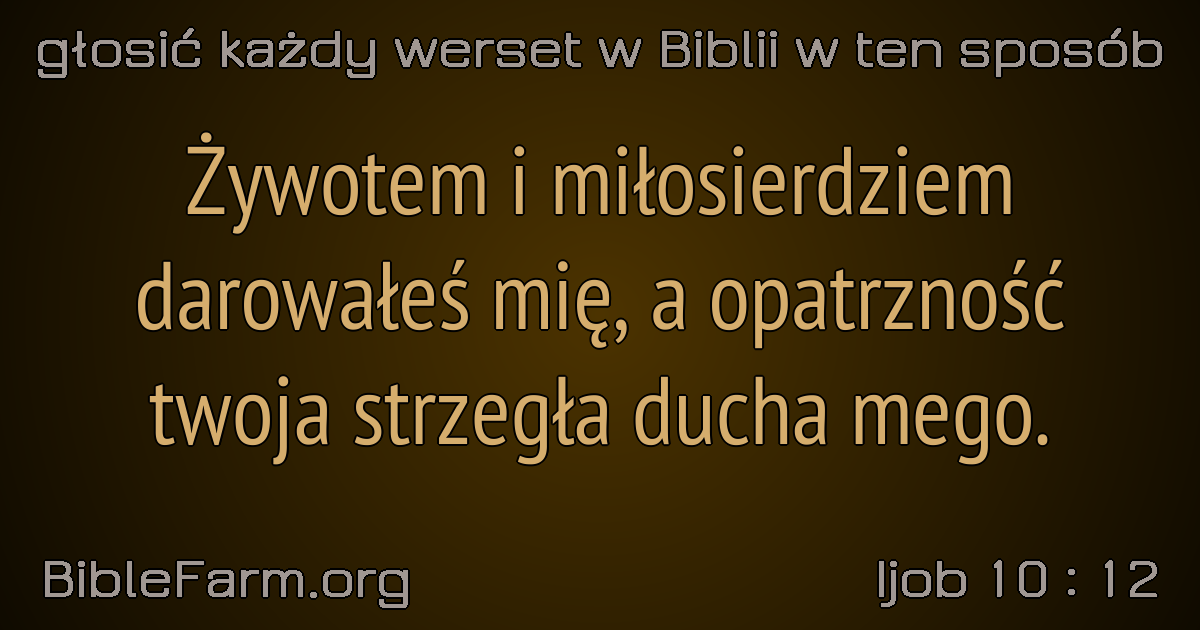 głosić każdy werset w Biblii w ten sposób
Żywotem i miłosierdziem
darowałeś mię, a opatrzność
twoja strzegła ducha mego.
BibleFarm.org
Ijob 10 : 12